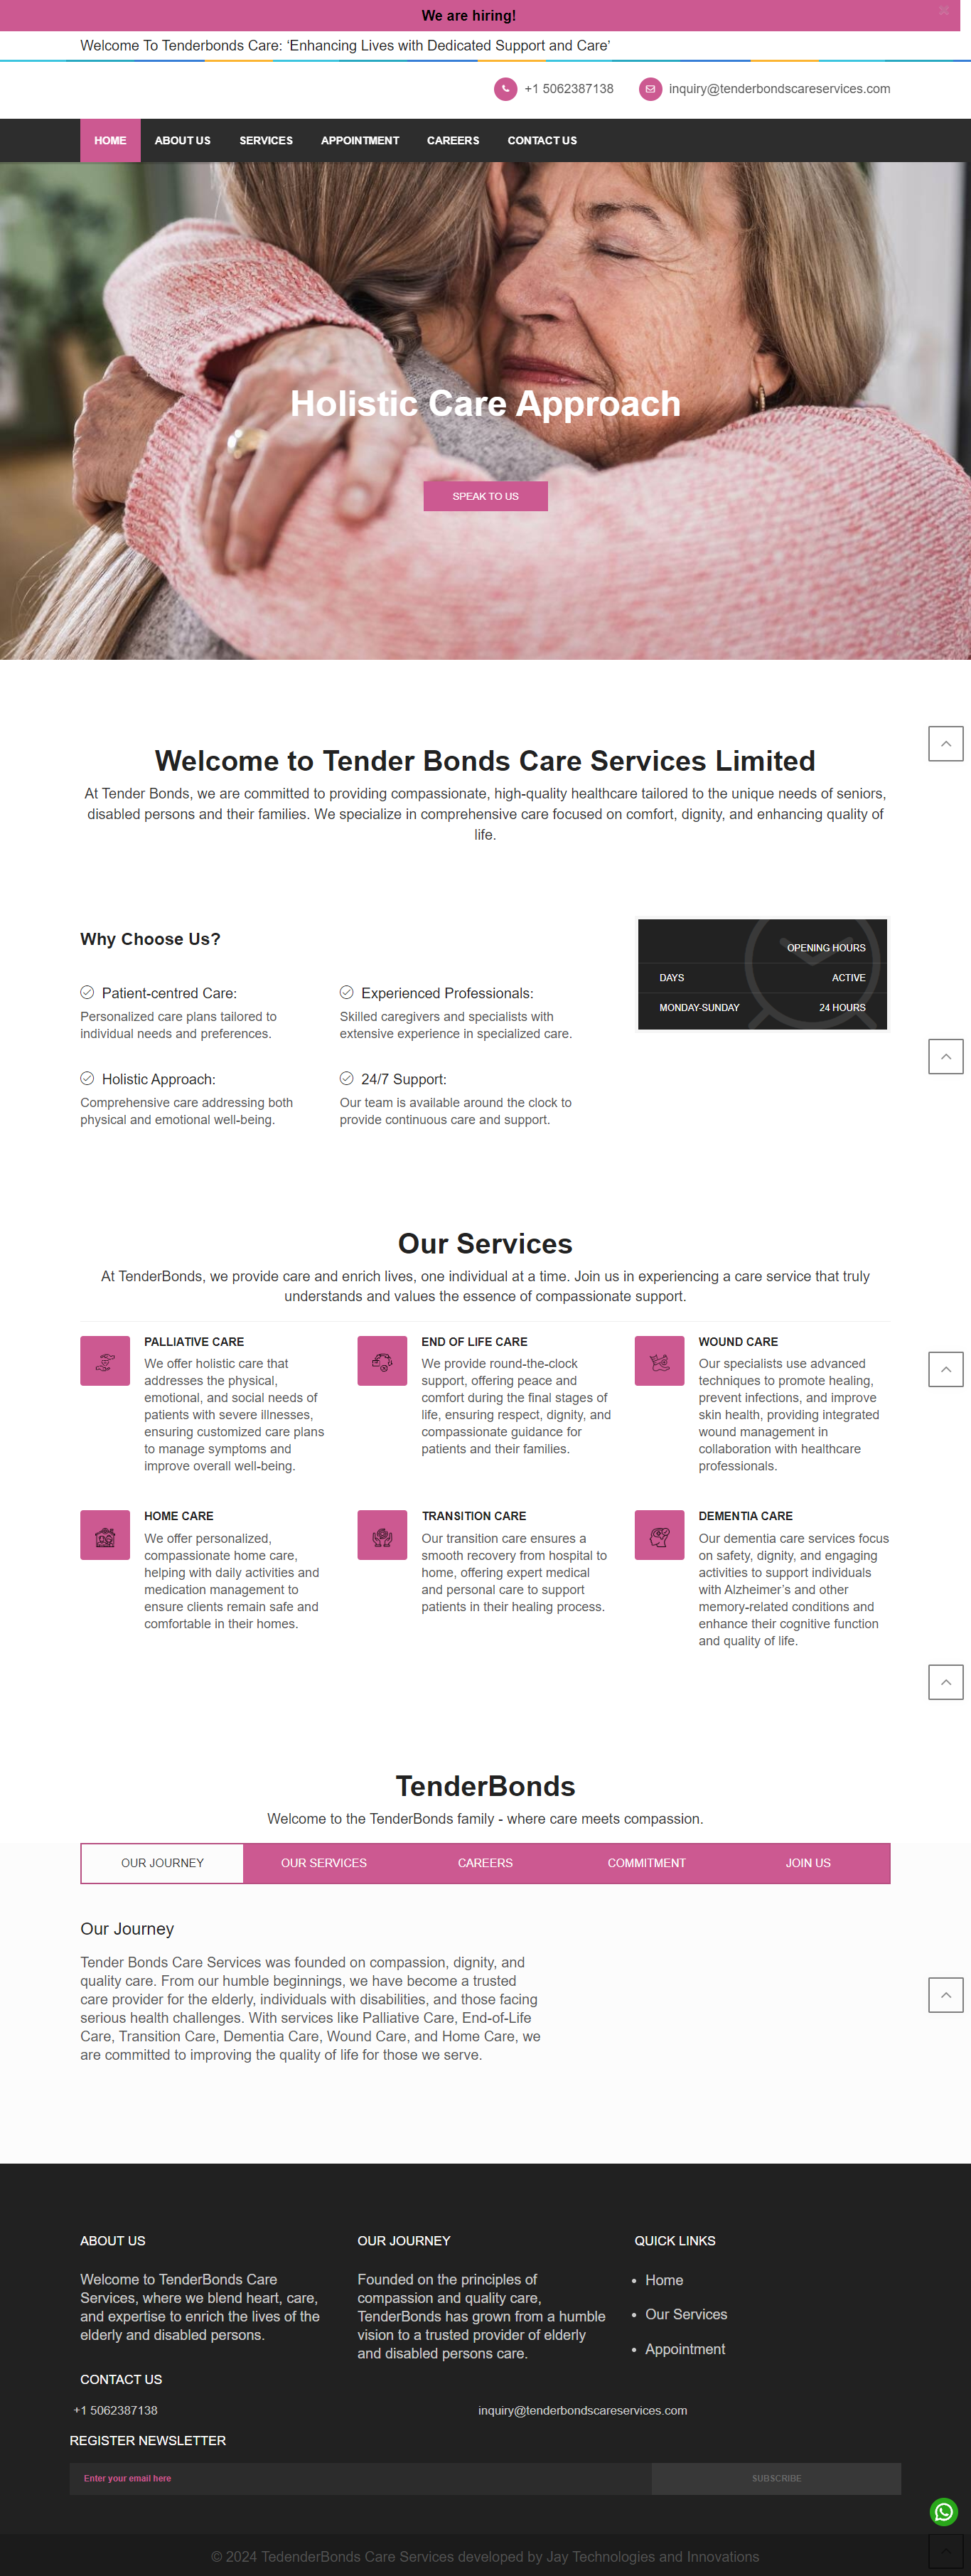 We are hiring!
Welcome To Tenderbonds Care: ‘Enhancing Lives with Dedicated Support and Care’
+1 5062387138
inquiry@tenderbondscareservices.com
HOME
ABOUT US
SERVICES
APPOINTMENT
CAREERS
CONTACT US
Holistic Care Approach
SPEAK TO US
Welcome to Tender Bonds Care Services Limited
At Tender Bonds, we are committed to providing compassionate, high-quality healthcare tailored to the unique needs of seniors,
disabled persons and their families. We specialize in comprehensive care focused on comfort, dignity, and enhancing quality of
life.
Why Choose Us?
Patient-centred Care:
Personalized care plans tailored to
individual needs and preferences.
Experienced Professionals:
Skilled caregivers and specialists with
extensive experience in specialized care.
Holistic Approach:
Comprehensive care addressing both
physical and emotional well-being.
24/7 Support:
Our team is available around the clock to
provide continuous care and support.
OPENING HOURS
DAYS ACTIVE
MONDAY-SUNDAY 24 HOURS
Our Services
At TenderBonds, we provide care and enrich lives, one individual at a time. Join us in experiencing a care service that truly
understands and values the essence of compassionate support.
PALLIATIVE CARE
We offer holistic care that
addresses the physical,
emotional, and social needs of
patients with severe illnesses,
ensuring customized care plans
to manage symptoms and
improve overall well-being.
END OF LIFE CARE
We provide round-the-clock
support, offering peace and
comfort during the final stages of
life, ensuring respect, dignity, and
compassionate guidance for
patients and their families.
WOUND CARE
Our specialists use advanced
techniques to promote healing,
prevent infections, and improve
skin health, providing integrated
wound management in
collaboration with healthcare
professionals.
HOME CARE
We offer personalized,
compassionate home care,
helping with daily activities and
medication management to
ensure clients remain safe and
comfortable in their homes.
TRANSITION CARE
Our transition care ensures a
smooth recovery from hospital to
home, offering expert medical
and personal care to support
patients in their healing process.
DEMENTIA CARE
Our dementia care services focus
on safety, dignity, and engaging
activities to support individuals
with Alzheimer’s and other
memory-related conditions and
enhance their cognitive function
and quality of life.
TenderBonds
Welcome to the TenderBonds family - where care meets compassion.
OUR JOURNEY
OUR SERVICES
CAREERS
COMMITMENT
JOIN US
Our Journey
Tender Bonds Care Services was founded on compassion, dignity, and
quality care. From our humble beginnings, we have become a trusted
care provider for the elderly, individuals with disabilities, and those facing
serious health challenges. With services like Palliative Care, End-of-Life
Care, Transition Care, Dementia Care, Wound Care, and Home Care, we
are committed to improving the quality of life for those we serve.
ABOUT US
Welcome to TenderBonds Care
Services, where we blend heart, care,
and expertise to enrich the lives of the
elderly and disabled persons.
OUR JOURNEY
Founded on the principles of
compassion and quality care,
TenderBonds has grown from a humble
vision to a trusted provider of elderly
and disabled persons care.
QUICK LINKS
Home
Our Services
Appointment
CONTACT US
+1 5062387138
inquiry@tenderbondscareservices.com
REGISTER NEWSLETTER
Enter your email here
SUBSCRIBE
© 2024 TedenderBonds Care Services developed by Jay Technologies and Innovations